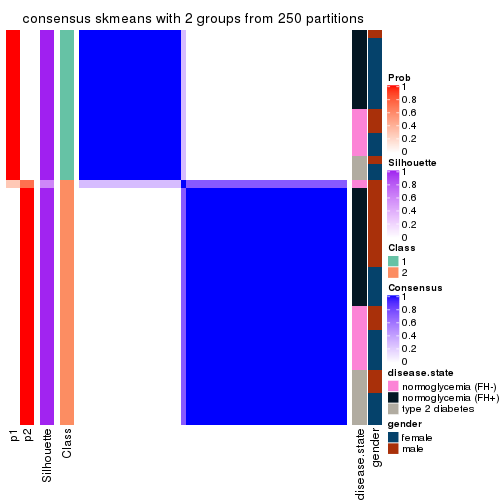 consensus skmeans with 2 groups from 250 partitions
Prob
1
0.8
0.6
0.4
0.2
0
Silhouette
1
0.8
0.6
0.4
0.2
0
Class
1
2
Consensus
1
0.8
0.6
0.4
0.2
0
disease.state
normoglycemia (FH-)
normoglycemia (FH+)
type 2 diabetes
gender
female
male
p1
p2
Silhouette
Class
disease.state
gender